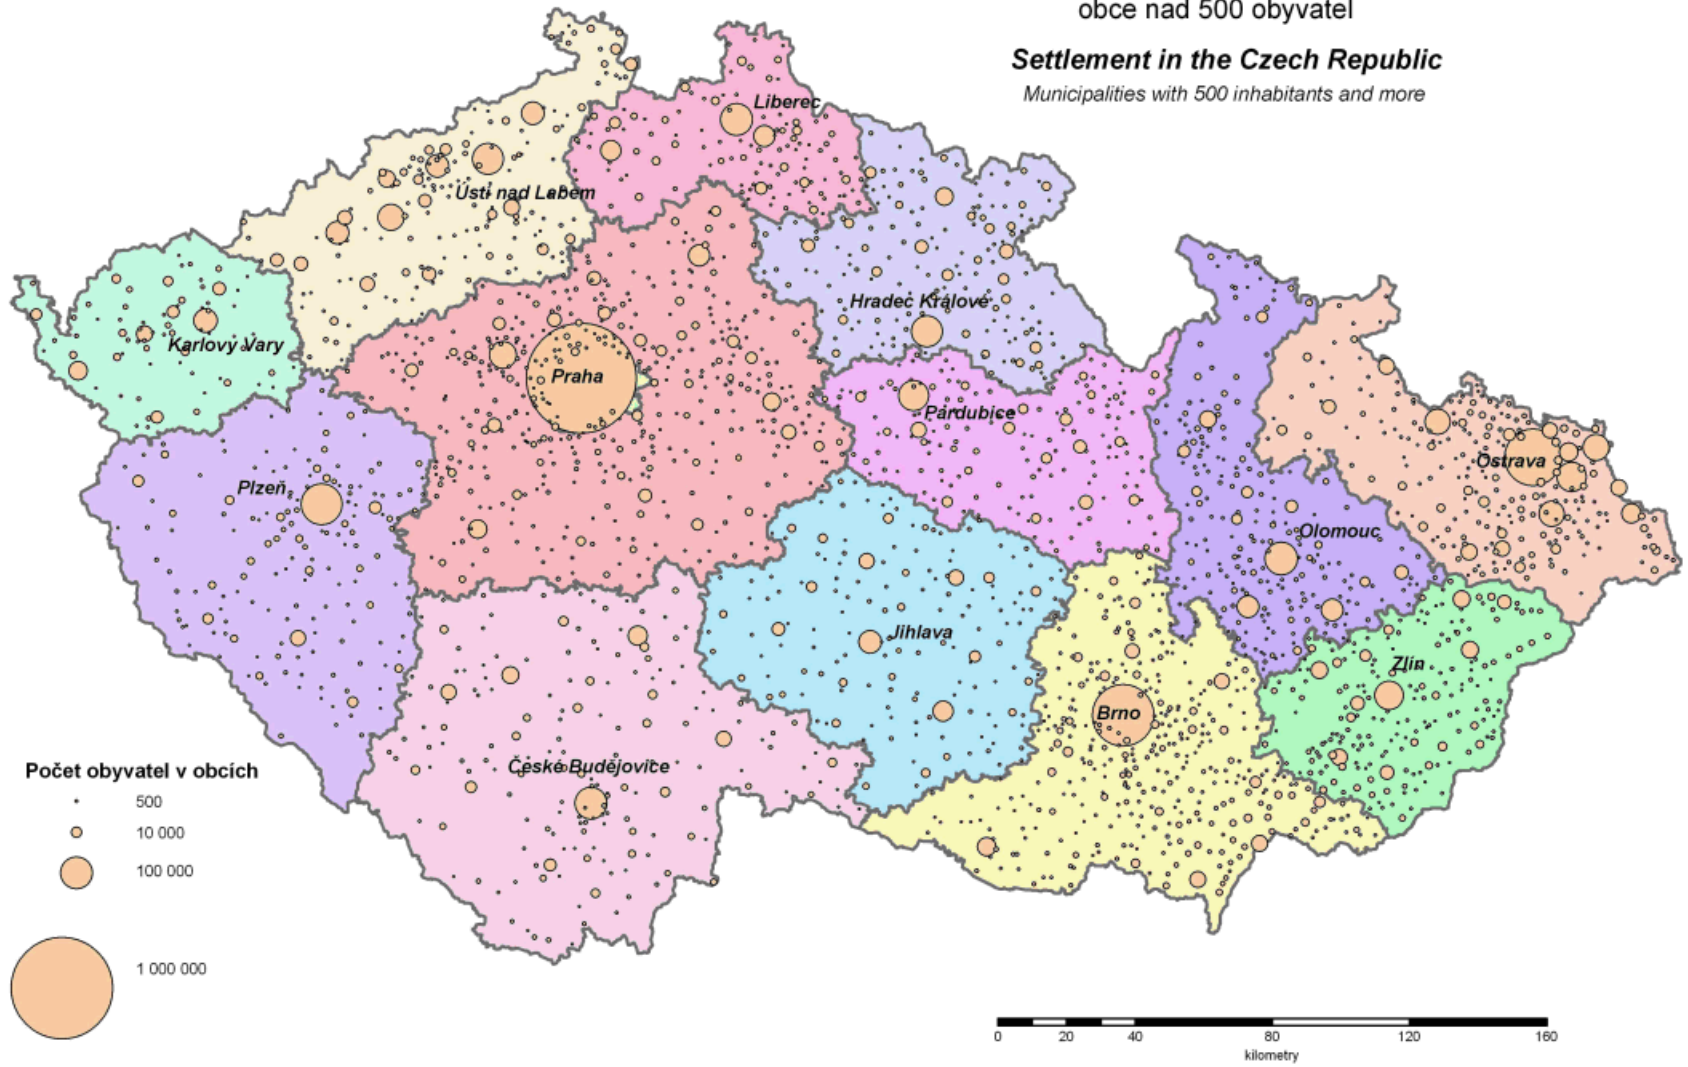 obce nad 500 obyvatel
Settlement in the Czech Republic
Municipalities with 500 inhabitants and more
Liberec
Ústí nad Labem
Hradec Králové
Karlovy Vary
Praha
Pardubice
Ostrava
Plzeň
Olomouc
Jihlava
Zlín
Brno
České Budějovice
Počet obyvatel v obcích
500
10 000
100 000
1 000 000
0 20 40 80 120 160
kilometry